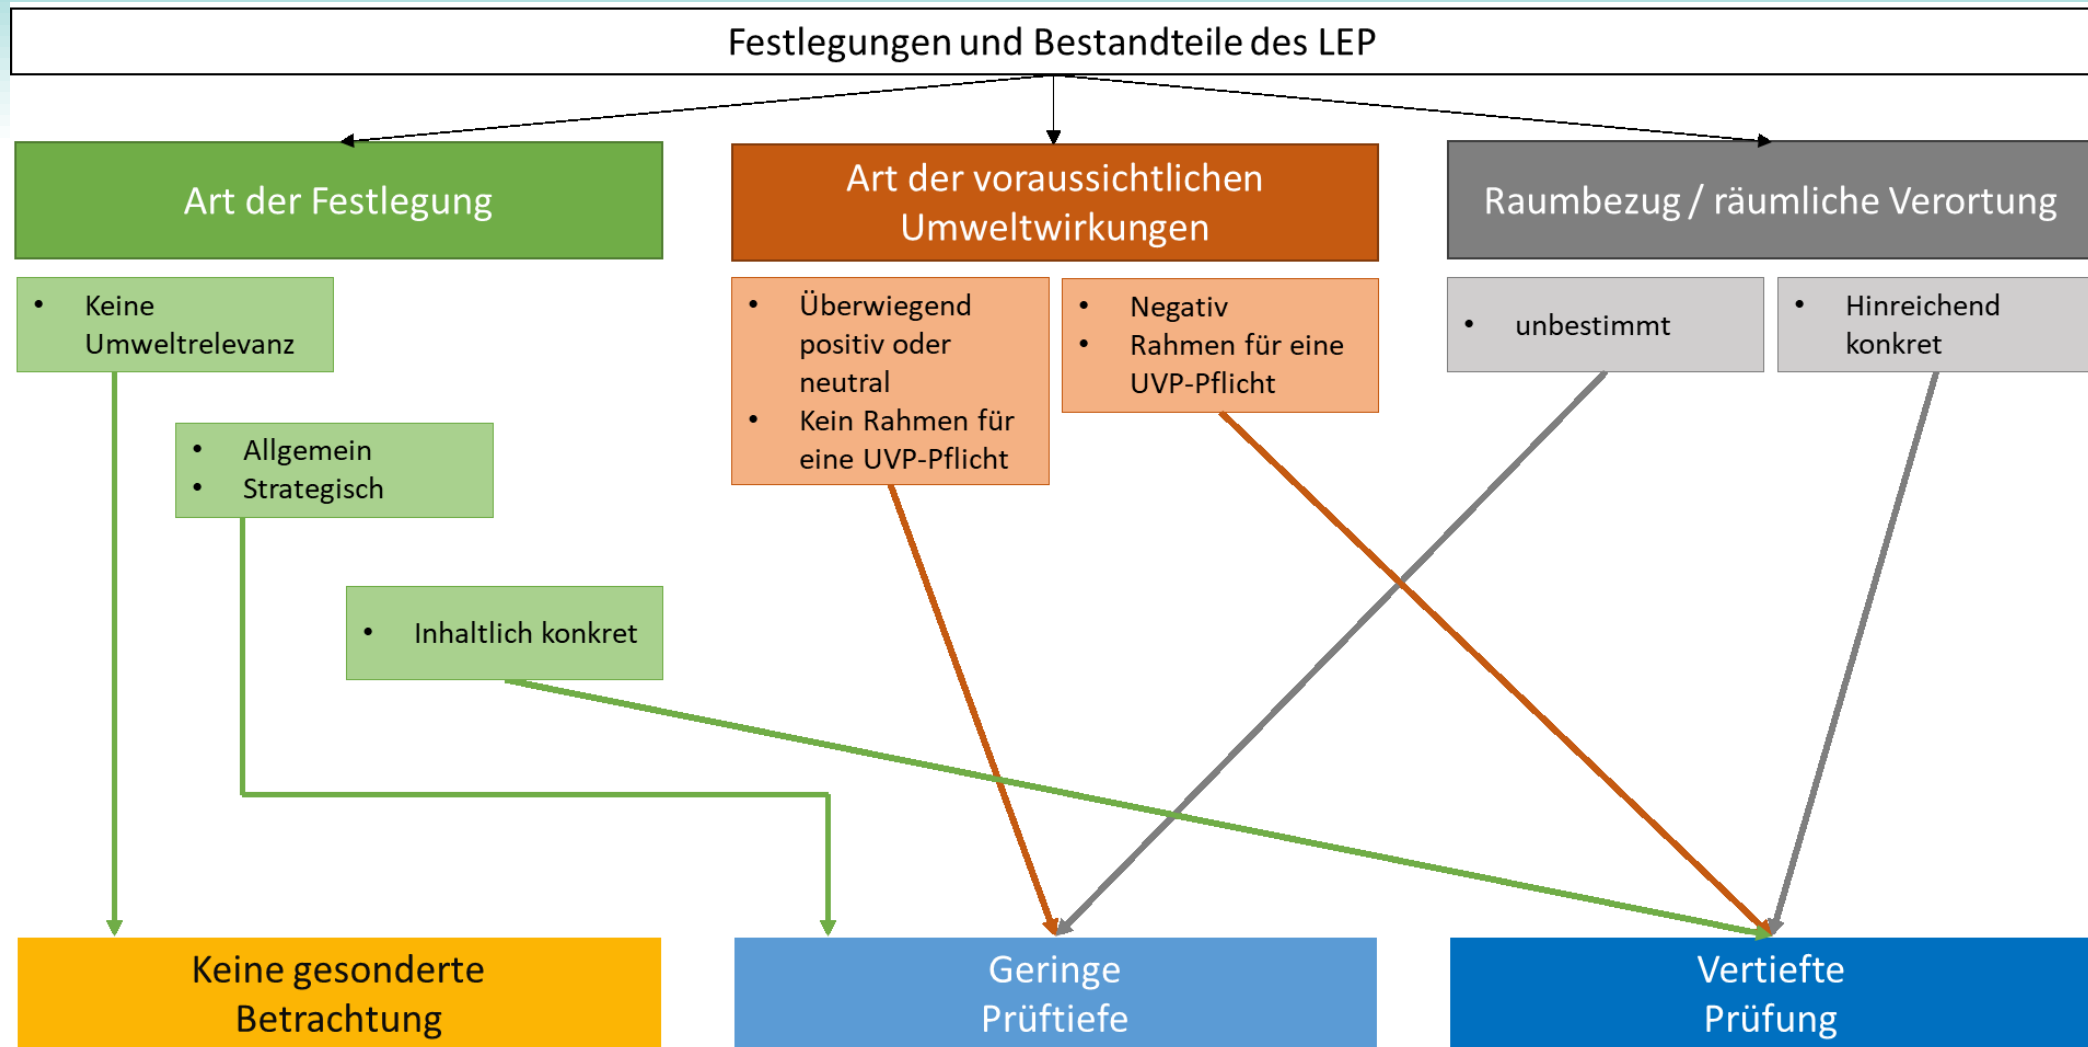 Festlegungen und Bestandteile des LEP
Art der Festlegung
Art der voraussichtlichen
Umweltwirkungen
Raumbezug / räumliche Verortung
• Keine
Umweltrelevanz
• Allgemein
• Strategisch
• Inhaltlich konkret
• Überwiegend
positiv oder
neutral
• Kein Rahmen für
eine UVP-Pflicht
• Negativ
• Rahmen für eine
UVP-Pflicht
• unbestimmt
• Hinreichend
konkret
Keine gesonderte
Betrachtung
Geringe
Prüftiefe
Vertiefte
Prüfung